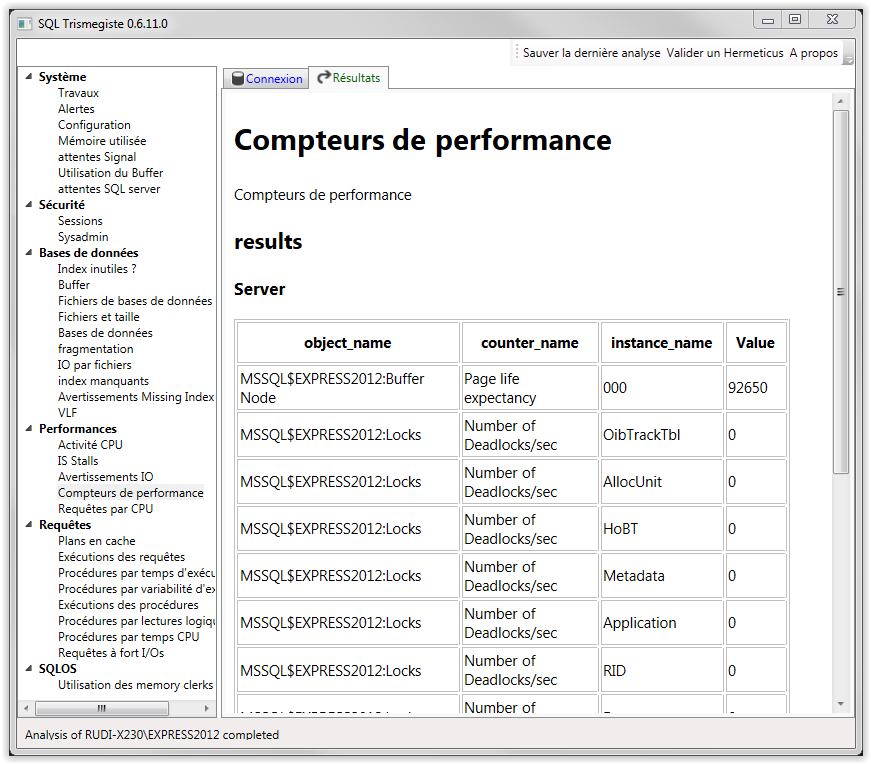 SQL Trismegiste 0.6.11.0
Sauver la dernière analyse Valider un Hermeticus A propos
Système
Travaux
Alertes
Configuration
Mémoire utilisée
attentes Signal
Utilisation du Buffer
attentes SQL server
Sécurité
Sessions
Sysadmin
Bases de données
Index inutiles ?
Buffer
Fichiers de bases de données
Fichiers et taille
Bases de données
fragmentation
IO par fichiers
index manquants
Avertissements Missing Index
VLF
Performances
Activité CPU
IS Stalls
Avertissements IO
Compteurs de performance
Requêtes par CPU
Requêtes
Plans en cache
Exécutions des requêtes
Procédures par temps d'exécu
Procédures par variabilité d'ex
Exécutions des procédures
Procédures par lectures logiqu
Procédures par temps CPU
Requêtes à fort I/Os
SQLOS
Utilisation des memory clerks
Connexion Résultats
Compteurs de performance
Compteurs de performance
results
Server
object_name counter_name instance_name Value
MSSQL$EXPRESS2012:Buffer Node Page life expectancy 000 92650
MSSQL$EXPRESS2012:Locks Number of Deadlocks/sec OibTrackTbl 0
MSSQL$EXPRESS2012:Locks Number of Deadlocks/sec AllocUnit 0
MSSQL$EXPRESS2012:Locks Number of Deadlocks/sec HoBT 0
MSSQL$EXPRESS2012:Locks Number of Deadlocks/sec Metadata 0
MSSQL$EXPRESS2012:Locks Number of Deadlocks/sec Application 0
MSSQL$EXPRESS2012:Locks Number of Deadlocks/sec RID 0
Number of
Analysis of RUDI-X230\EXPRESS2012 completed